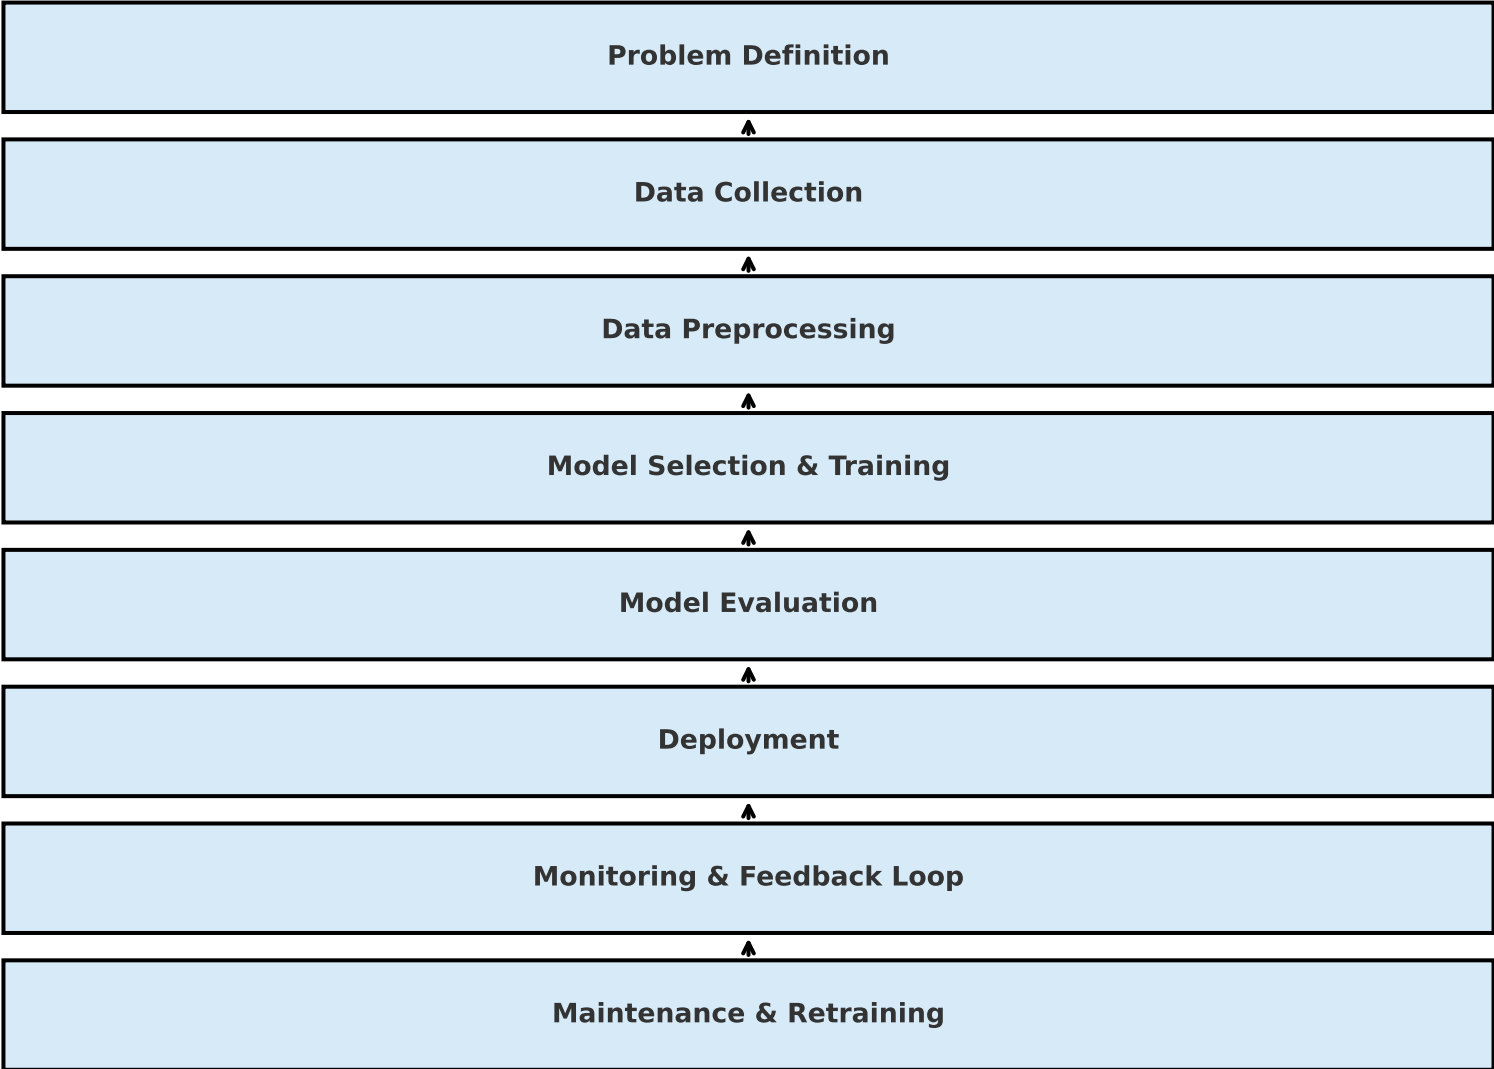 Problem Definition
Data Collection
Data Preprocessing
Model Selection & Training
Model Evaluation
Deployment
Monitoring & Feedback Loop
Maintenance & Retraining